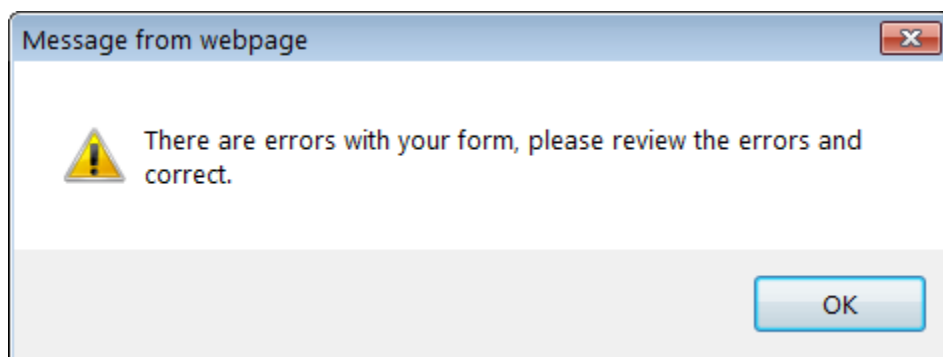 Message from webpage
There are errors with your form, please review the errors and
correct.
OK